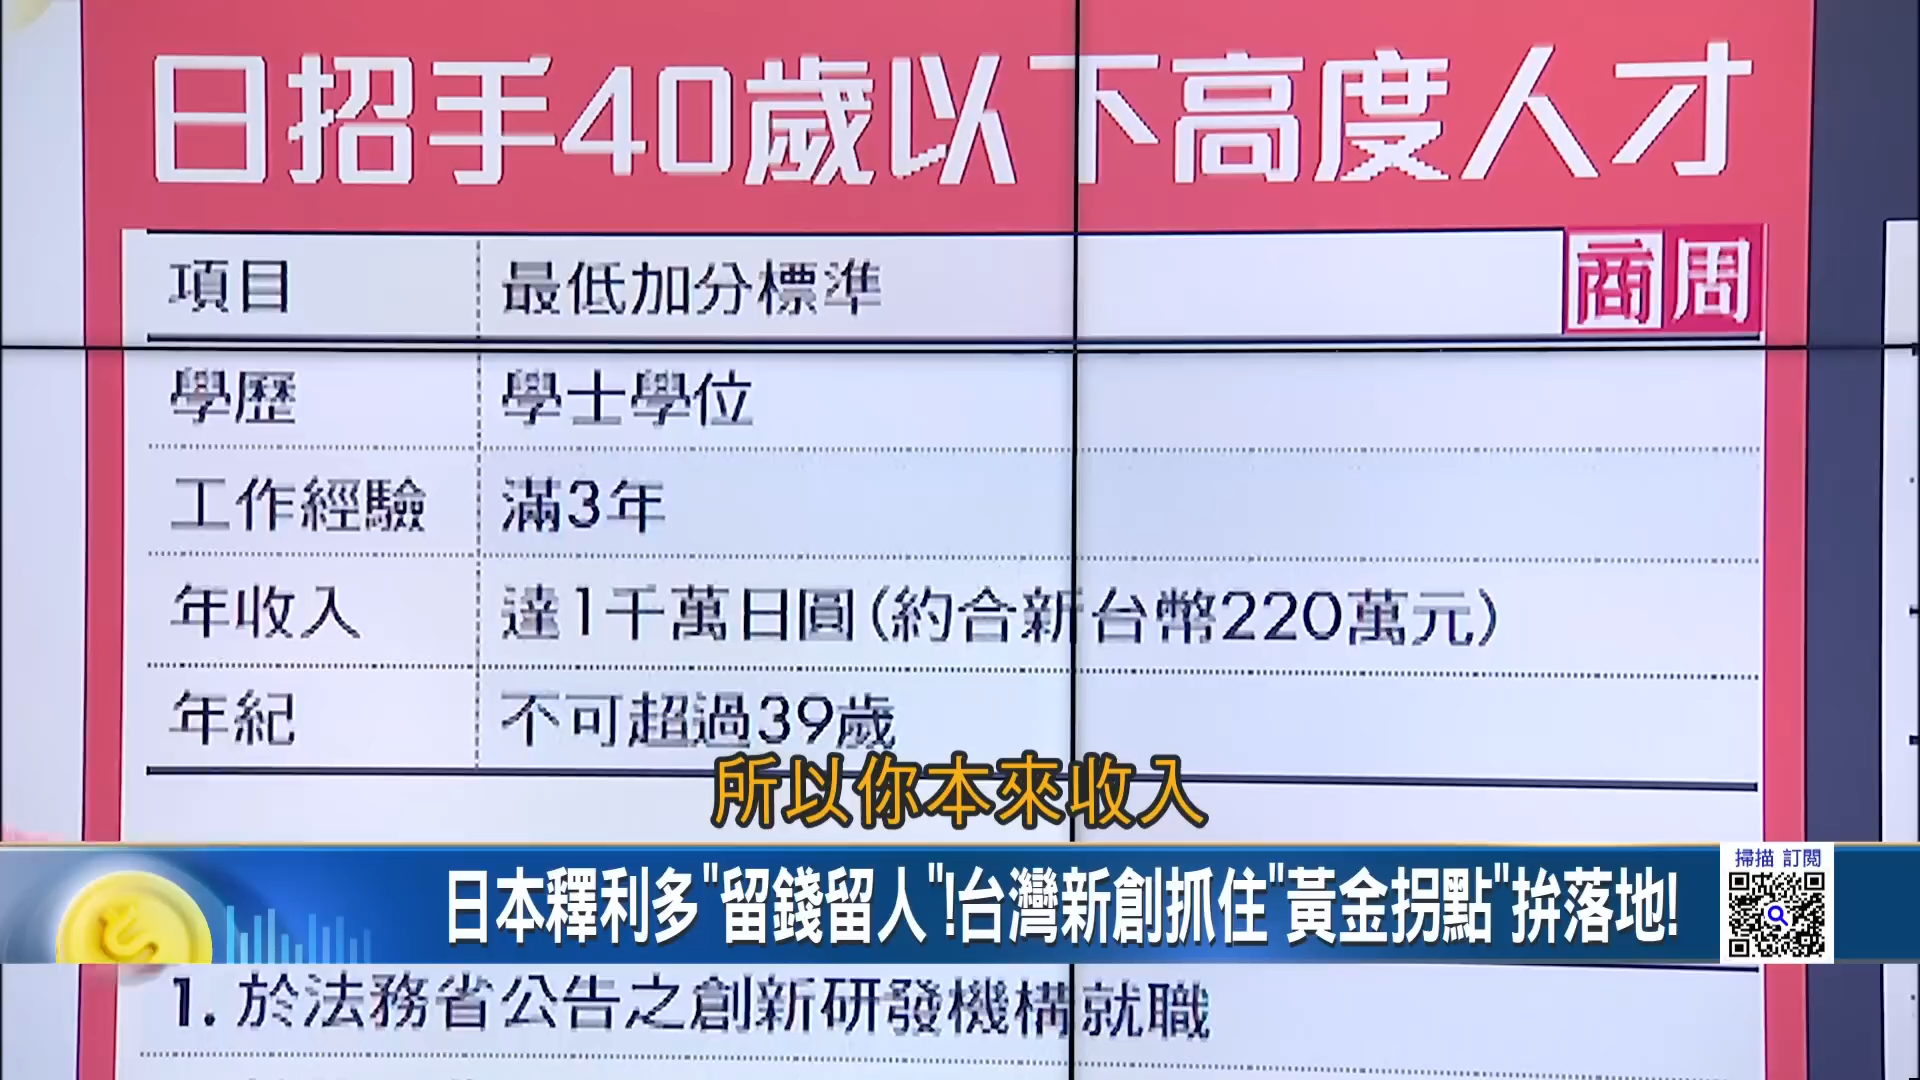 日招手40歲以下高度人才
項目 最低加分標準 商周
學歷 學士學位
工作經驗 滿3年
年收入 達1千萬日圓(約合新台幣220萬元)
年紀 不可超過39歲
所以你本來收入
掃描 訂閱
日本釋利多"留錢留人"!台灣新創抓住"黃金拐點"拚落地!
1. 於法務省公告之創新研發機構就職